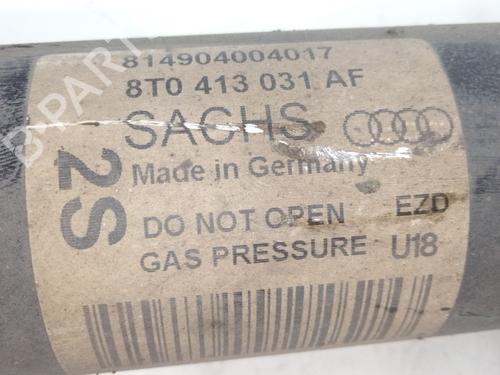 814904004017
8T0 413 031 AF
SACHS
Made in Germany
2S
DO NOT OPEN EZD
GAS PRESSURE U18